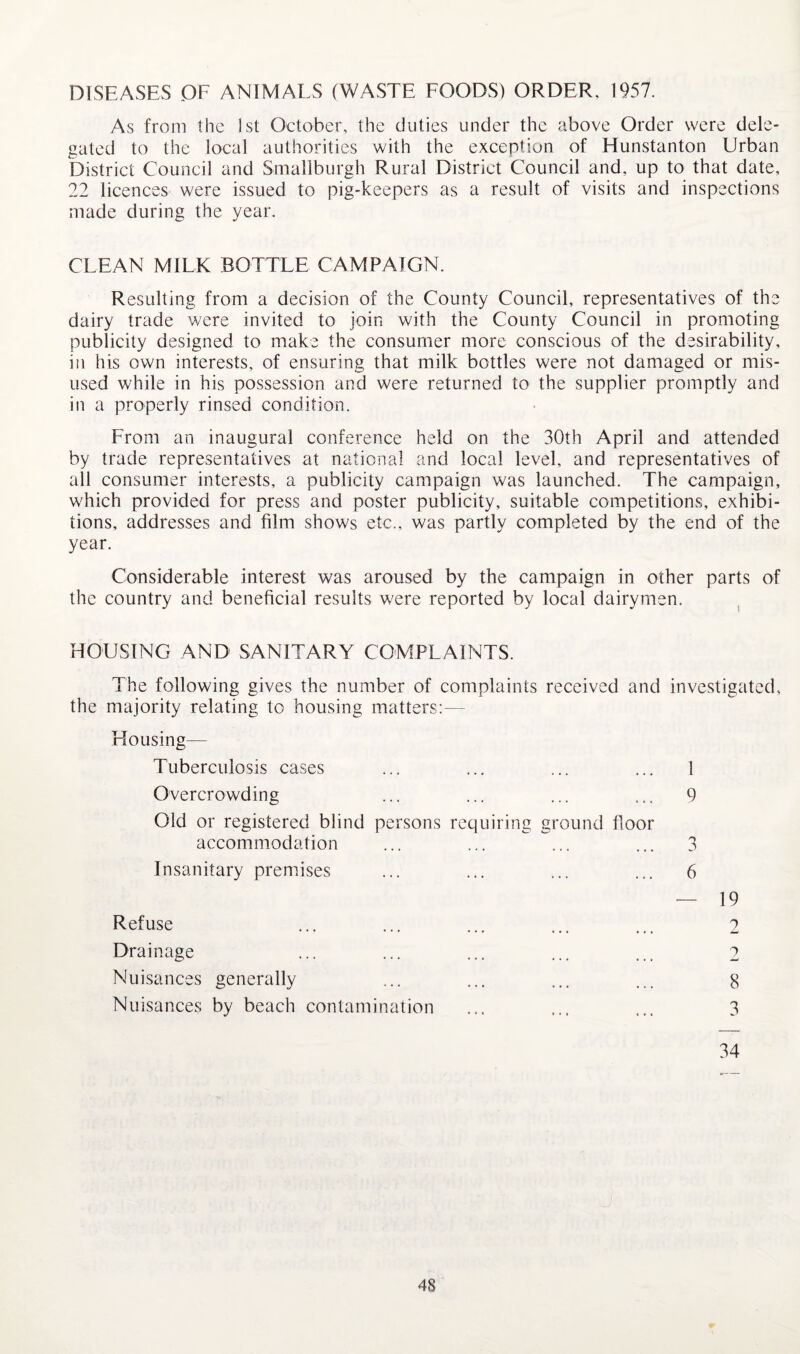 DISEASES OF ANIMALS (WASTE FOODS) ORDER, 1957.
As from the 1st October, the duties under the above Order were dele-
gated to the local authorities with the exception of Hunstanton Urban
District Council and Smallburgh Rural District Council and, up to that date,
22 licences were issued to pig-keepers as a result of visits and inspections
made during the year.
CLEAN MILK BOTTLE CAMPAIGN.
Resulting from a decision of the County Council, representatives of the
dairy trade were invited to join with the County Council in promoting
publicity designed to make the consumer more conscious of the desirability,
in his own interests, of ensuring that milk bottles were not damaged or mis-
used while in his possession and were returned to the supplier promptly and
in a properly rinsed condition.
From an inaugural conference held on the 30th April and attended
by trade representatives at national and local level, and representatives of
all consumer interests, a publicity campaign was launched. The campaign,
which provided for press and poster publicity, suitable competitions, exhibi-
tions, addresses and film shows etc., was partly completed by the end of the
year.
Considerable interest was aroused by the campaign in other parts of
the country and beneficial results were reported by local dairymen.
HOUSING AND SANITARY COMPLAINTS.
The following gives the number of complaints received and investigated,
the majority relating to housing matters:—
Housing—
Tuberculosis cases ... ... ... ... 1
Overcrowding ... ... ... ... 9
Old or registered blind persons requiring ground floor
accommodation ... ... ... ... 3
Insanitary premises ... ... ... ... 6
— 19
Refuse ... ... ... ... ... 2
Drainage ... ... ... ... ... 2
Nuisances generally ... ... ... ... 8
Nuisances by beach contamination ... ... ... 3
34
48